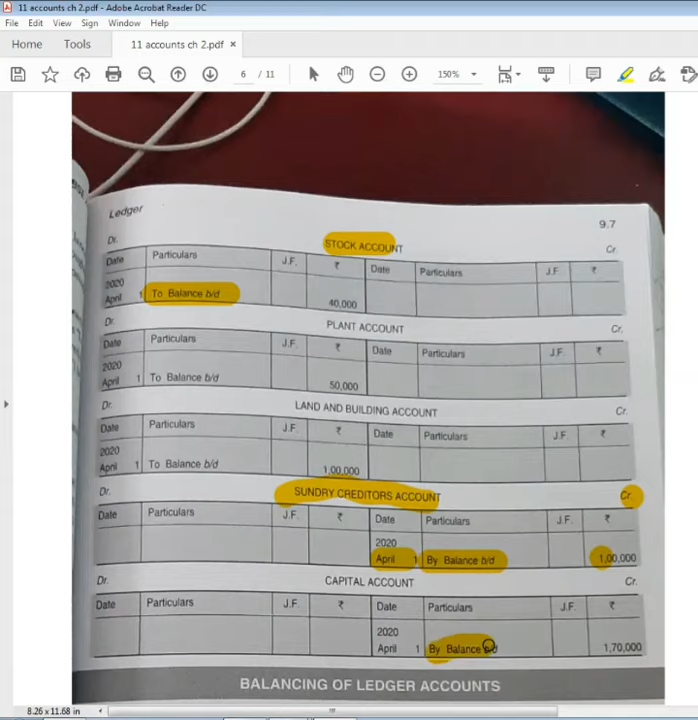 11 accounts ch 2.pdf - Adobe Acrobat Reader DC
File Edit View Sign Window Help
Home Tools 11 accounts ch 2.pdf ×
6 / 11 150%
Ledger 9.7
Dr. STOCK ACCOUNT Cr.
Date Particulars J.F. ₹ Date Particulars J.F. ₹
2020
April 1 To Balance b/d 40,000
Dr. PLANT ACCOUNT Cr.
Date Particulars J.F. ₹ Date Particulars J.F. ₹
2020
April 1 To Balance b/d 50,000
Dr. LAND AND BUILDING ACCOUNT Cr.
Date Particulars J.F. ₹ Date Particulars J.F. ₹
2020
April 1 To Balance b/d 1,00,000
Dr. SUNDRY CREDITORS ACCOUNT Cr.
Date Particulars J.F. ₹ Date Particulars J.F. ₹
2020
April 1 By Balance b/d 1,00,000
Dr. CAPITAL ACCOUNT Cr.
Date Particulars J.F. ₹ Date Particulars J.F. ₹
2020
April 1 By Balance b/d 1,70,000
BALANCING OF LEDGER ACCOUNTS
8.26 x 11.68 in